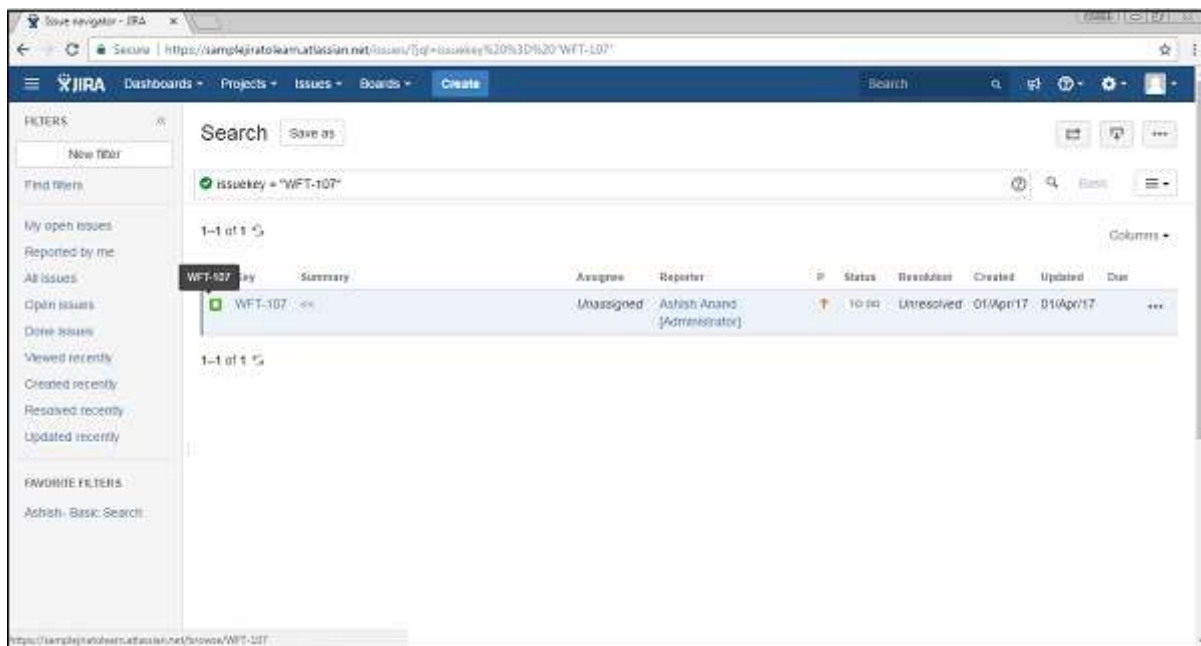 Issue navigator - JIRA
Secure | https://samplejiratolearn.atlassian.net/issues/?jql=issuekey%20%3D%20"WFT-107"
JIRA Dashboards Projects Issues Boards Create Search
FILTERS
New filter
Find filters
My open issues
Reported by me
All issues
Open issues
Done issues
Viewed recently
Created recently
Resolved recently
Updated recently
FAVORITE FILTERS
Ashish- Basic Search
Search Save as
issuekey = "WFT-107" Basic
1–1 of 1
Columns
WFT-107
Summary Assignee Reporter P Status Resolution Created Updated Due
WFT-107 << Unassigned Ashish Anand Unresolved 01/Apr/17 01/Apr/17
[Administrator]
1–1 of 1
https://samplejiratolearn.atlassian.net/browse/WFT-107